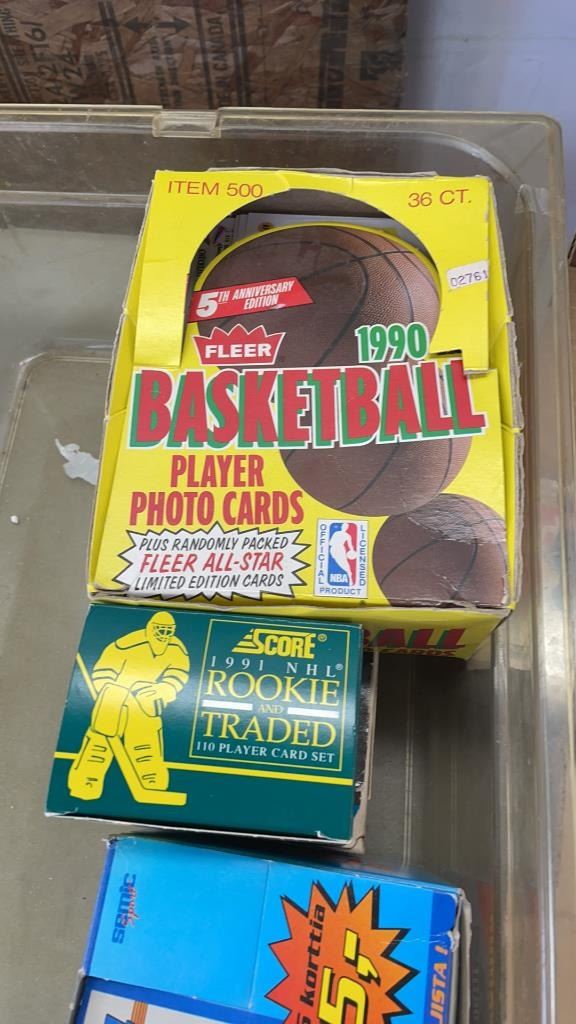 ITEM 500
36 CT.
02761
5TH ANNIVERSARY
EDITION
FLEER
1990
BASKETBALL
PLAYER
PHOTO CARDS
PLUS RANDOMLY PACKED
FLEER ALL-STAR
LIMITED EDITION CARDS
OFFICIAL
LICENSED
NBA
PRODUCT
SCORE®
1991 NHL®
ROOKIE
AND
TRADED
110 PLAYER CARD SET
semic
korttia
5,-